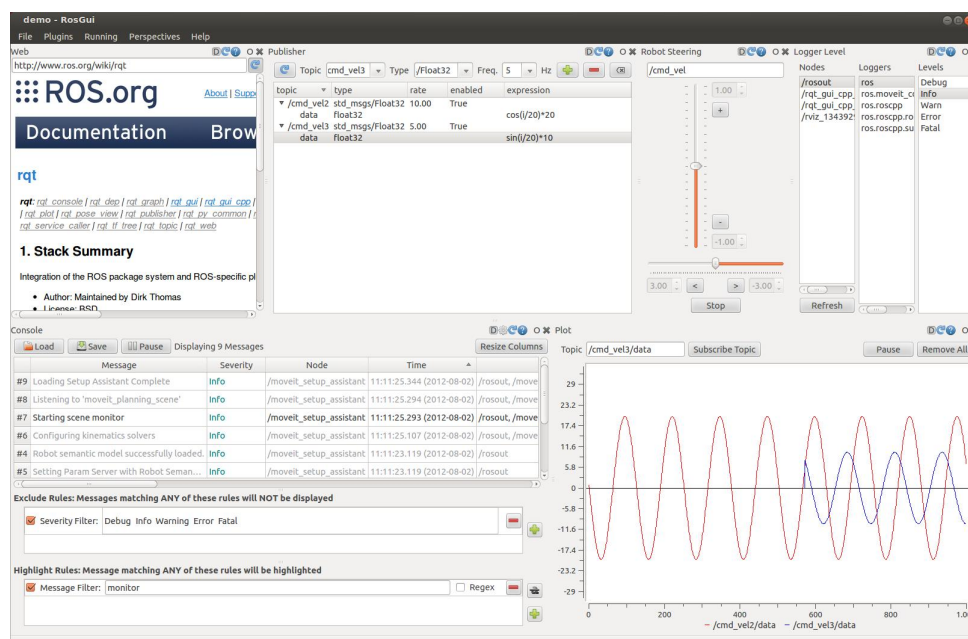 demo - RosGui
File Plugins Running Perspectives Help
Web
http://www.ros.org/wiki/rqt
ROS.org
About | Supp
Documentation Brow
rqt
rqt: rqt_console | rqt_dep | rqt_graph | rqt_gui | rqt_gui_cpp |
| rqt_plot | rqt_pose_view | rqt_publisher | rqt_py_common |
rqt_service_caller | rqt_tf_tree | rqt_topic | rqt_web
1. Stack Summary
Integration of the ROS package system and ROS-specific pl
Author: Maintained by Dirk Thomas
License: BSD
Publisher
Topic cmd_vel3 Type /Float32 Freq. 5 Hz
topic type rate enabled expression
/cmd_vel2 std_msgs/Float32 10.00 True
data float32 cos(i/20)*20
/cmd_vel3 std_msgs/Float32 5.00 True
data float32 sin(i/20)*10
Robot Steering
/cmd_vel
1.00
+
-
-1.00
3.00 < > -3.00
Stop
Logger Level
Nodes Loggers Levels
/rosout ros Debug
/rqt_gui_cpp_ ros.moveit_co Info
/rqt_gui_cpp_ ros.roscpp Warn
/rviz_1343929 ros.roscpp.ro Error
ros.roscpp.su Fatal
Refresh
Console
Load Save Pause Displaying 9 Messages Resize Columns
Message Severity Node Time
#9 Loading Setup Assistant Complete Info /moveit_setup_assistant 11:11:25.344 (2012-08-02) /rosout, /move
#8 Listening to 'moveit_planning_scene' Info /moveit_setup_assistant 11:11:25.294 (2012-08-02) /rosout, /move
#7 Starting scene monitor Info /moveit_setup_assistant 11:11:25.293 (2012-08-02) /rosout, /move
#6 Configuring kinematics solvers Info /moveit_setup_assistant 11:11:25.107 (2012-08-02) /rosout, /move
#4 Robot semantic model successfully loaded. Info /moveit_setup_assistant 11:11:23.119 (2012-08-02) /rosout
#5 Setting Param Server with Robot Seman... Info /moveit_setup_assistant 11:11:23.119 (2012-08-02) /rosout
Exclude Rules: Messages matching ANY of these rules will NOT be displayed
Severity Filter: Debug Info Warning Error Fatal
Highlight Rules: Message matching ANY of these rules will be highlighted
Message Filter: monitor Regex
Plot
Topic /cmd_vel3/data Subscribe Topic Pause Remove All
29
23.2
17.4
11.6
5.8
0
-5.8
-11.6
-17.4
-23.2
-29
0 200 400 600 800 1.0
/cmd_vel2/data /cmd_vel3/data